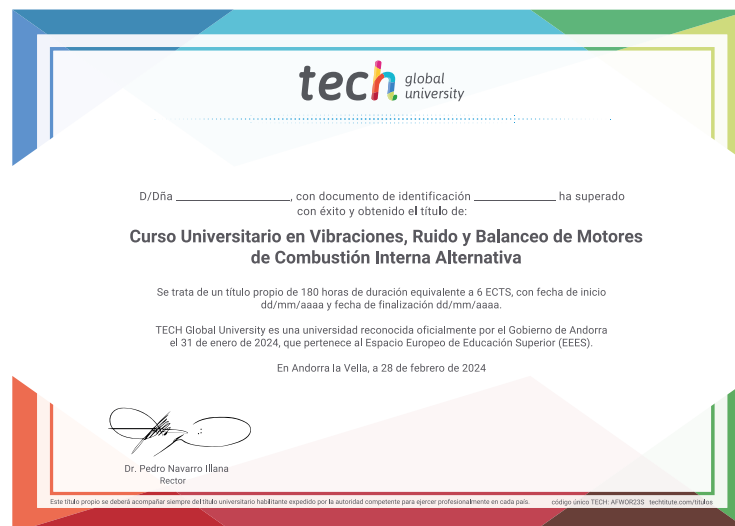 tech global university
D/Dña ______________, con documento de identificación __________ ha superado
con éxito y obtenido el título de:
Curso Universitario en Vibraciones, Ruido y Balanceo de Motores
de Combustión Interna Alternativa
Se trata de un título propio de 180 horas de duración equivalente a 6 ECTS, con fecha de inicio
dd/mm/aaaa y fecha de finalización dd/mm/aaaa.
TECH Global University es una universidad reconocida oficialmente por el Gobierno de Andorra
el 31 de enero de 2024, que pertenece al Espacio Europeo de Educación Superior (EEES).
En Andorra la Vella, a 28 de febrero de 2024
Dr. Pedro Navarro Illana
Rector
Este título propio se deberá acompañar siempre del título universitario habilitante expedido por la autoridad competente para ejercer profesionalmente en cada país. código único TECH: AFWOR23S techtitute.com/titulos